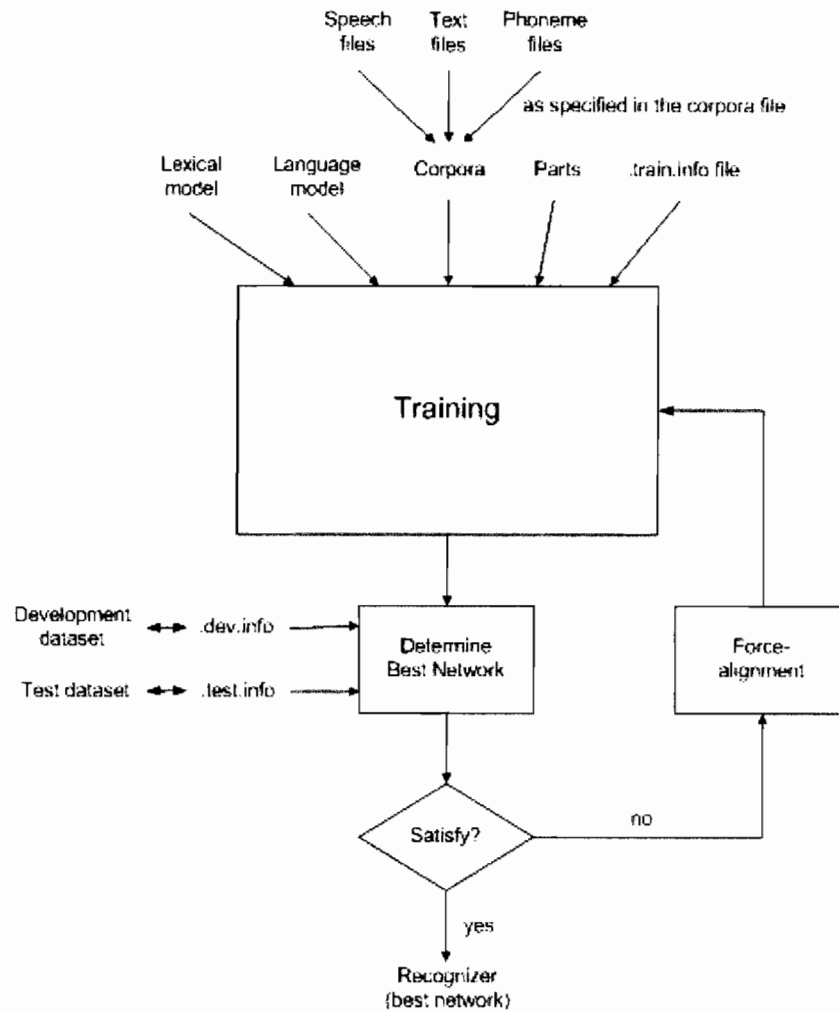 Speech files
Text files
Phoneme files
as specified in the corpora file
Lexical model
Language model
Corpora
Parts
.train.info file
Training
Development dataset
.dev.info
Test dataset
.test.info
Determine
Best Network
Force-
alignment
Satisfy?
no
yes
Recognizer
(best network)